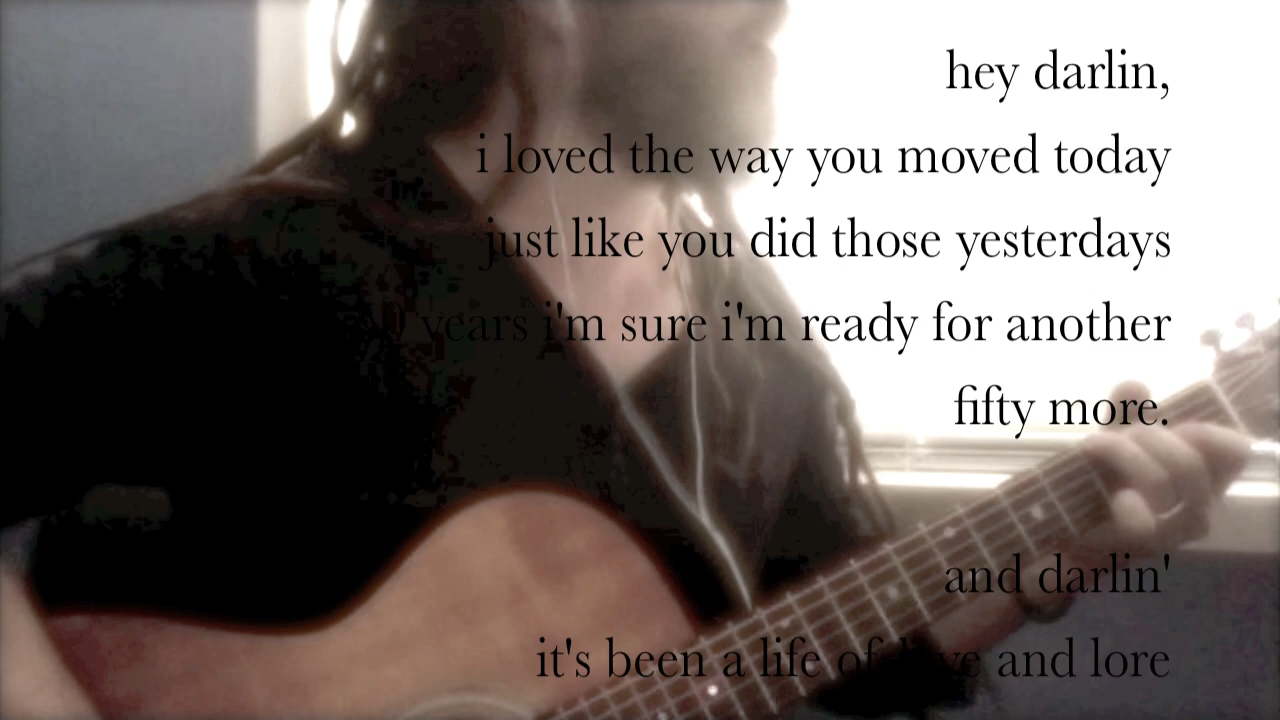 hey darlin,
i loved the way you moved today
just like you did those yesterdays
years i'm sure i'm ready for another
fifty more.
and darlin'
it's been a life of love and lore